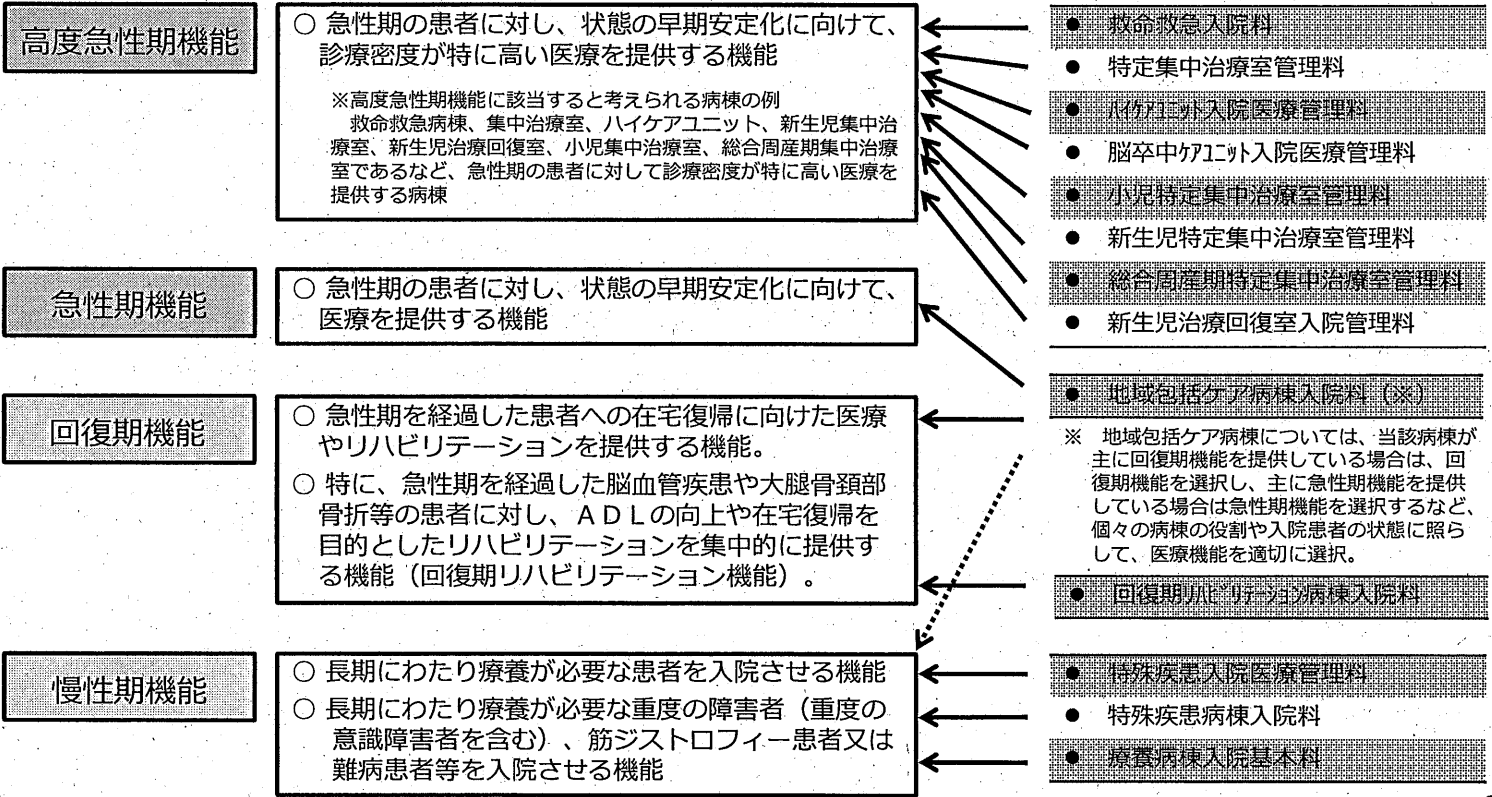 高度急性期機能
○ 急性期の患者に対し、状態の早期安定化に向けて、
診療密度が特に高い医療を提供する機能
※高度急性期機能に該当すると考えられる病棟の例
救命救急病棟、集中治療室、ハイケアユニット、新生児集中治
療室、新生児治療回復室、小児集中治療室、総合周産期集中治療
室であるなど、急性期の患者に対して診療密度が特に高い医療を
提供する病棟
● 救命救急入院料
● 特定集中治療室管理料
● ハイケアユニット入院医療管理料
● 脳卒中ケアユニット入院医療管理料
● 小児特定集中治療室管理料
● 新生児特定集中治療室管理料
● 総合周産期特定集中治療室管理料
● 新生児治療回復室入院管理料
急性期機能
○ 急性期の患者に対し、状態の早期安定化に向けて、
医療を提供する機能
回復期機能
○ 急性期を経過した患者への在宅復帰に向けた医療
やリハビリテーションを提供する機能。
○ 特に、急性期を経過した脳血管疾患や大腿骨頚部
骨折等の患者に対し、ＡＤＬの向上や在宅復帰を
目的としたリハビリテーションを集中的に提供す
る機能（回復期リハビリテーション機能）。
● 地域包括ケア病棟入院料（※）
※ 地域包括ケア病棟については、当該病棟が
主に回復期機能を提供している場合は、回
復期機能を選択し、主に急性期機能を提供
している場合は急性期機能を選択するなど、
個々の病棟の役割や入院患者の状態に照ら
して、医療機能を適切に選択。
● 回復期ﾘﾊﾋﾞﾘﾃｰｼｮﾝ病棟入院料
慢性期機能
○ 長期にわたり療養が必要な患者を入院させる機能
○ 長期にわたり療養が必要な重度の障害者（重度の
意識障害者を含む）、筋ジストロフィー患者又は
難病患者等を入院させる機能
● 特殊疾患入院医療管理料
● 特殊疾患病棟入院料
● 療養病棟入院基本料